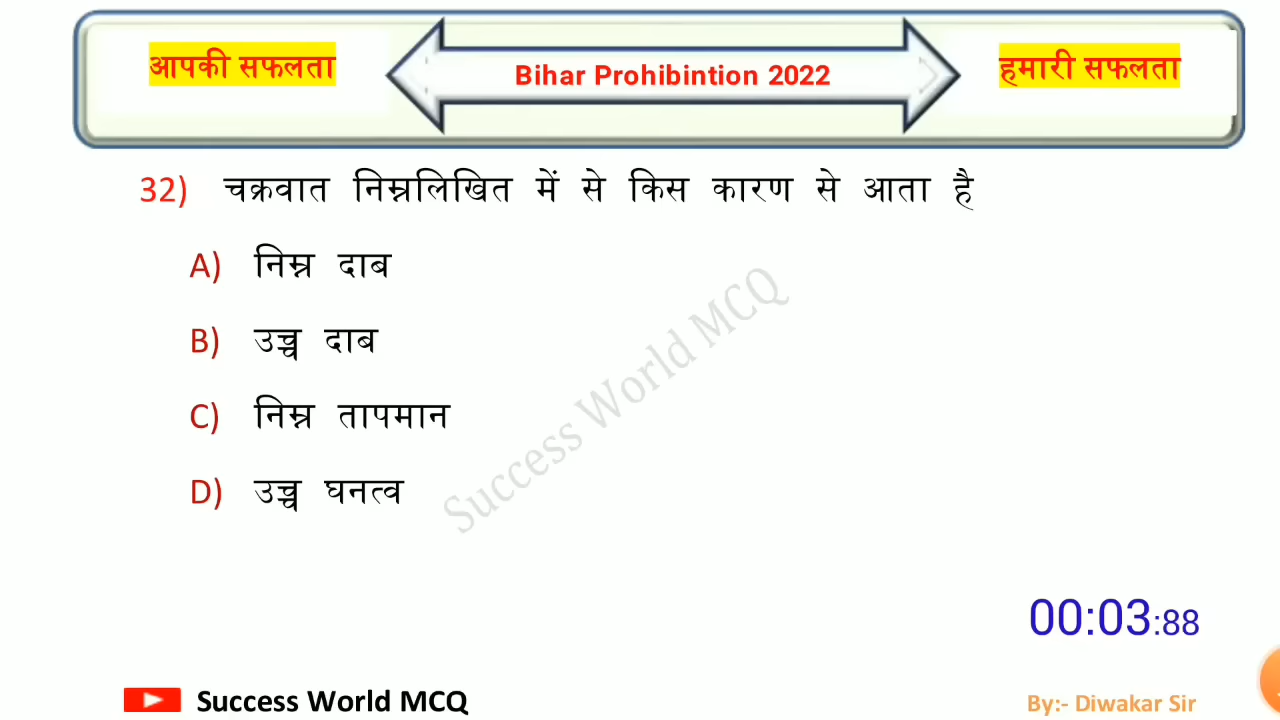 आपकी सफलता
Bihar Prohibintion 2022
हमारी सफलता
32) चक्रवात निम्नलिखित में से किस कारण से आता है
A) निम्न दाब
B) उच्च दाब
C) निम्न तापमान
D) उच्च घनत्व
Success World MCQ
00:03:88
Success World MCQ
By:- Diwakar Sir